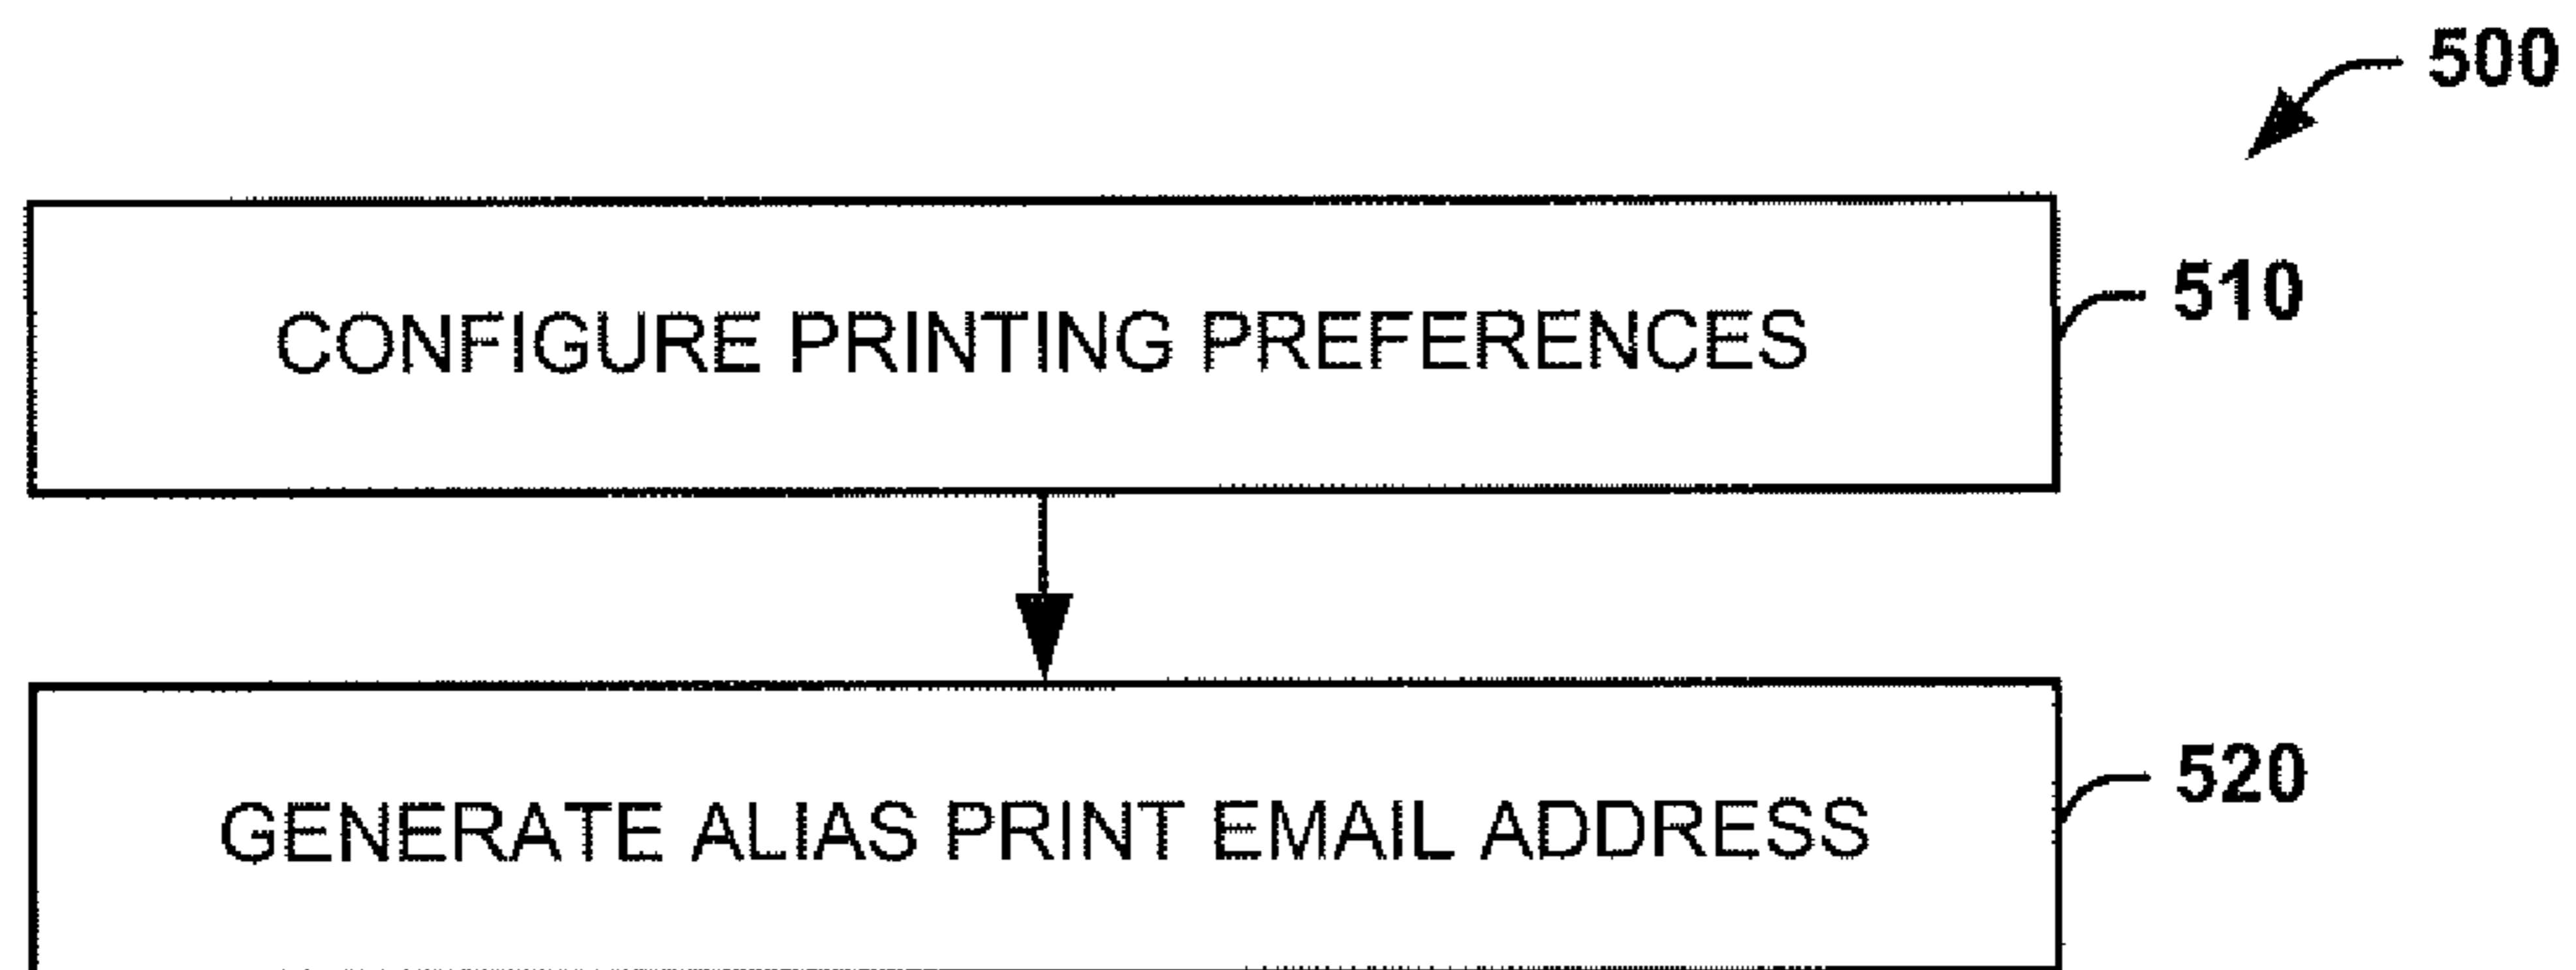 500
CONFIGURE PRINTING PREFERENCES
510
GENERATE ALIAS PRINT EMAIL ADDRESS
520